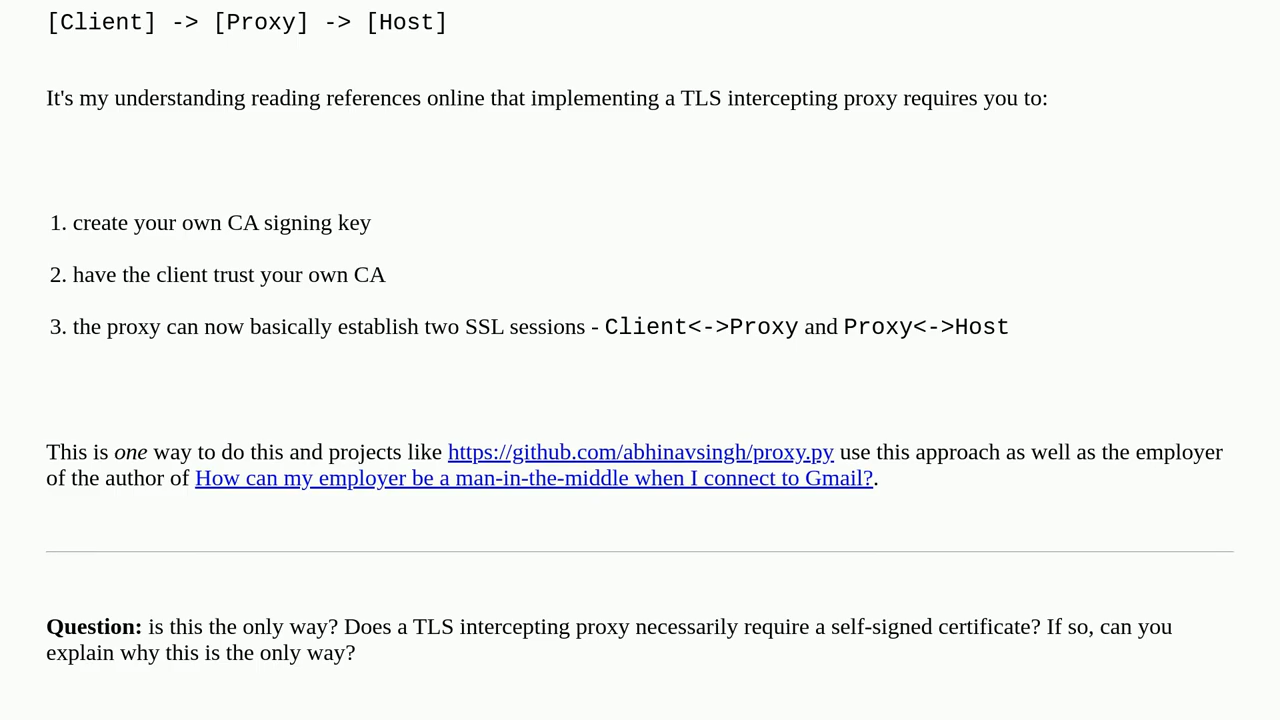 [Client] -> [Proxy] -> [Host]
It's my understanding reading references online that implementing a TLS intercepting proxy requires you to:
1. create your own CA signing key
2. have the client trust your own CA
3. the proxy can now basically establish two SSL sessions - Client<->Proxy and Proxy<->Host
This is one way to do this and projects like https://github.com/abhinavsingh/proxy.py use this approach as well as the employer
of the author of How can my employer be a man-in-the-middle when I connect to Gmail?.
Question: is this the only way? Does a TLS intercepting proxy necessarily require a self-signed certificate? If so, can you
explain why this is the only way?